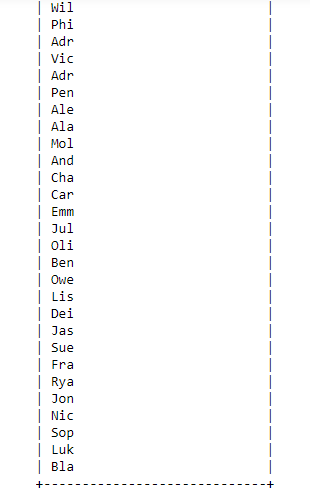 | Wil |
| Phi |
| Adr |
| Vic |
| Adr |
| Pen |
| Ale |
| Ala |
| Mol |
| And |
| Cha |
| Car |
| Emm |
| Jul |
| Oli |
| Ben |
| Owe |
| Lis |
| Dei |
| Jas |
| Sue |
| Fra |
| Rya |
| Jon |
| Nic |
| Sop |
| Luk |
| Bla |
+-----------------------------+